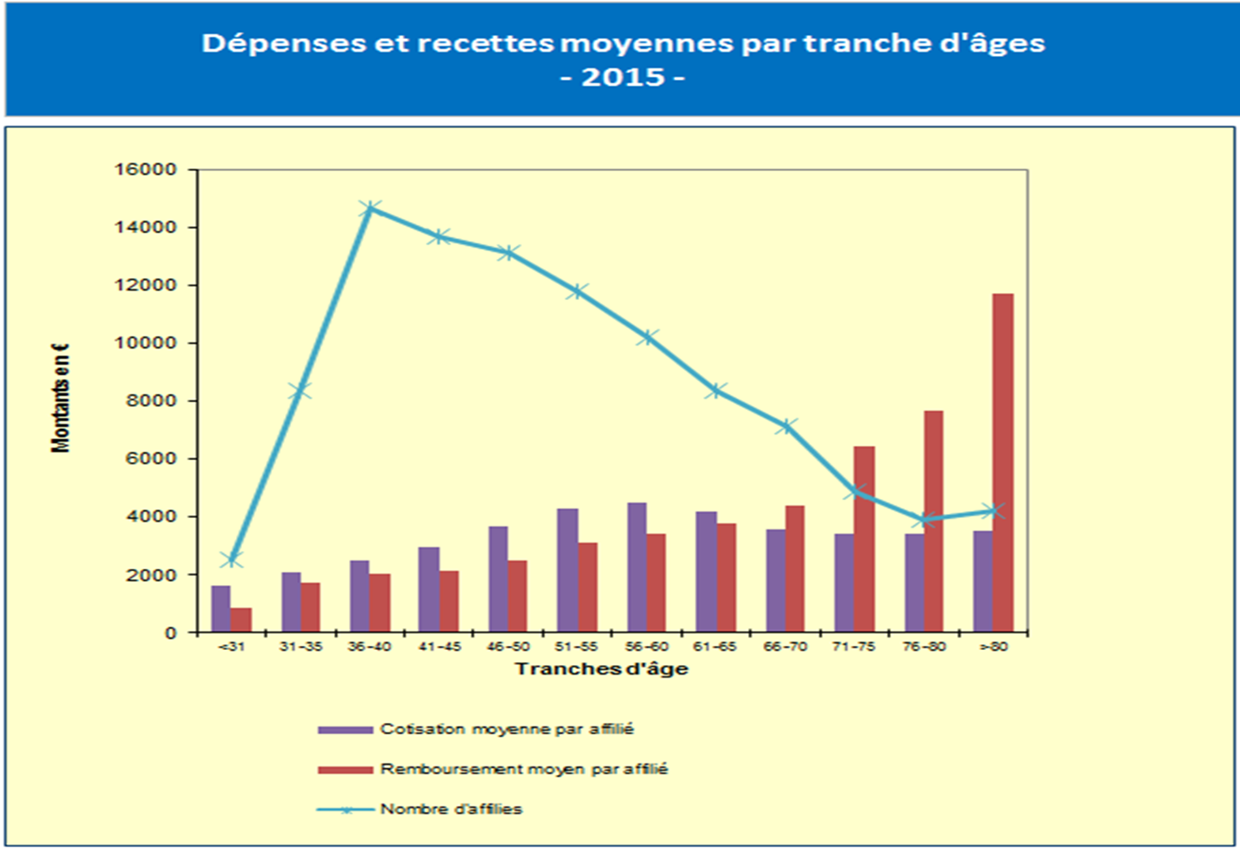 Dépenses et recettes moyennes par tranche d'âges
- 2015 -
16000
14000
12000
10000
8000
6000
4000
2000
0
Montants en €
<31 31-35 36-40 41-45 46-50 51-55 56-60 61-65 66-70 71-75 76-80 >80
Tranches d'âge
Cotisation moyenne par affilié
Remboursement moyen par affilié
Nombre d'affilies